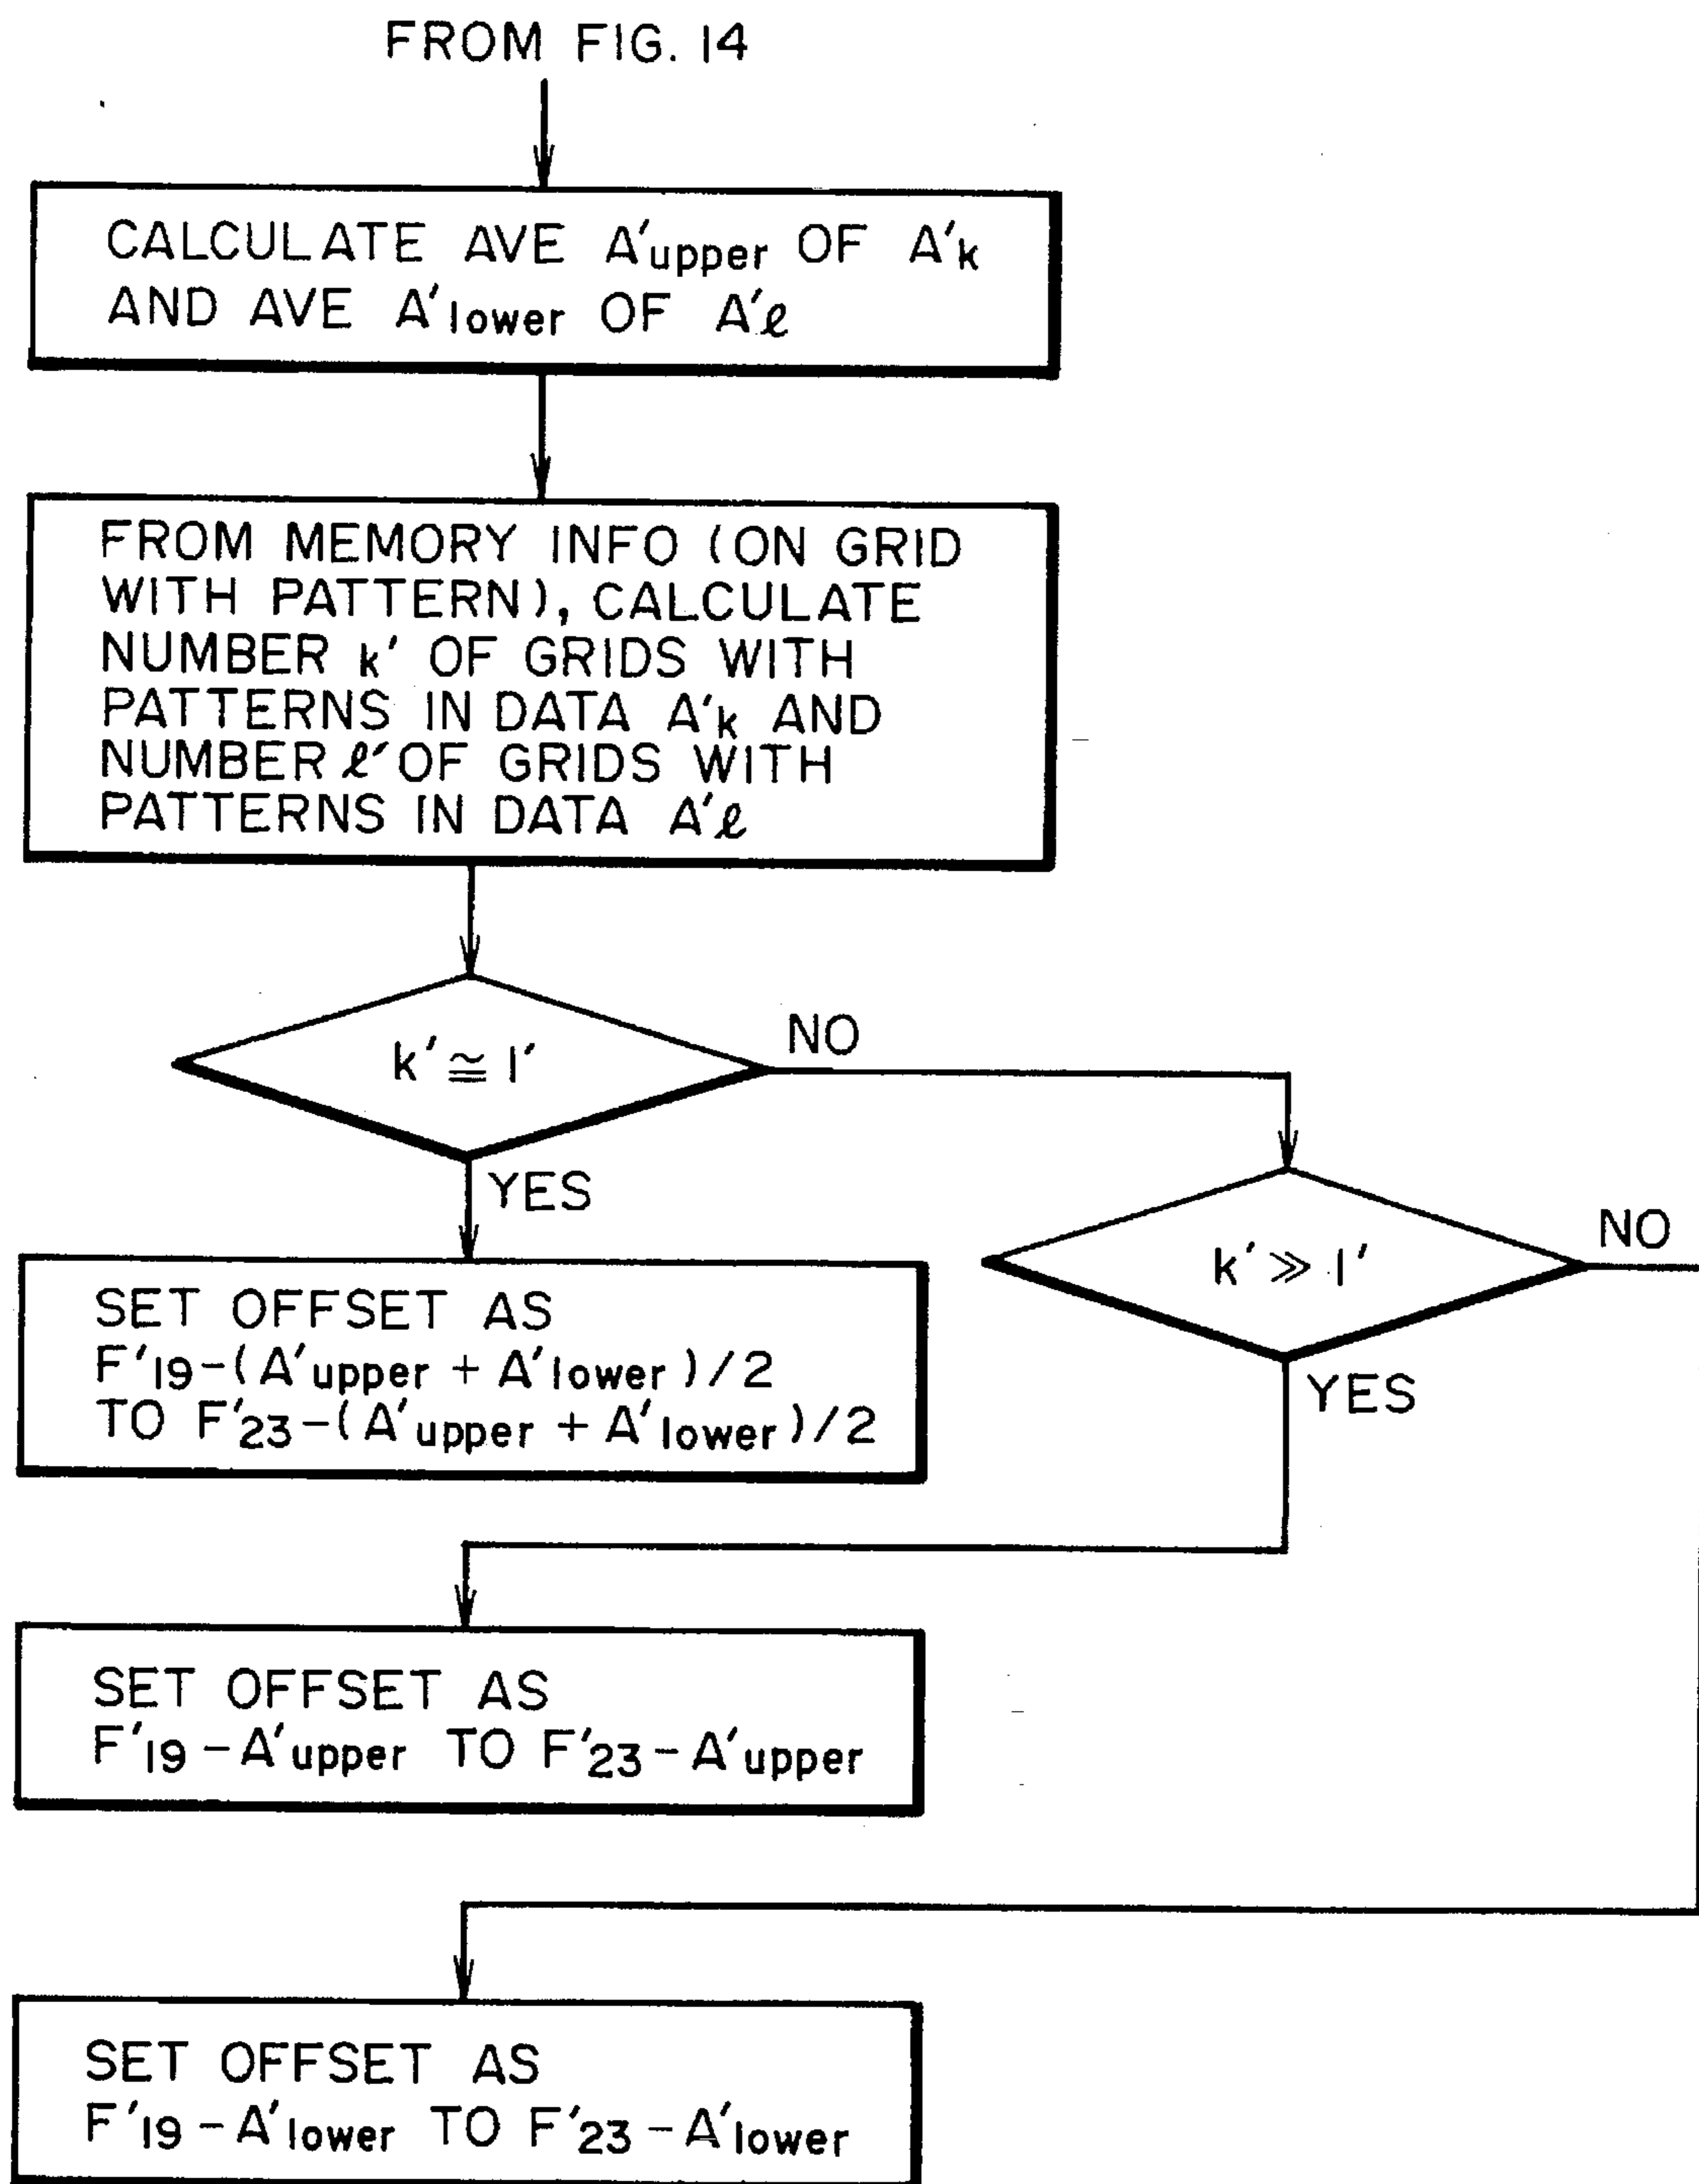 FROM FIG. 14
CALCULATE AVE A'upper OF A'k
AND AVE A'lower OF A'ℓ
FROM MEMORY INFO (ON GRID
WITH PATTERN), CALCULATE
NUMBER k' OF GRIDS WITH
PATTERNS IN DATA A'k AND
NUMBER ℓ' OF GRIDS WITH
PATTERNS IN DATA A'ℓ
k' ≅ l'
NO
YES
k' ≫ l'
NO
YES
SET OFFSET AS
F'19-(A'upper + A'lower)/2
TO F'23-(A'upper + A'lower)/2
SET OFFSET AS
F'19-A'upper TO F'23-A'upper
SET OFFSET AS
F'19-A'lower TO F'23-A'lower